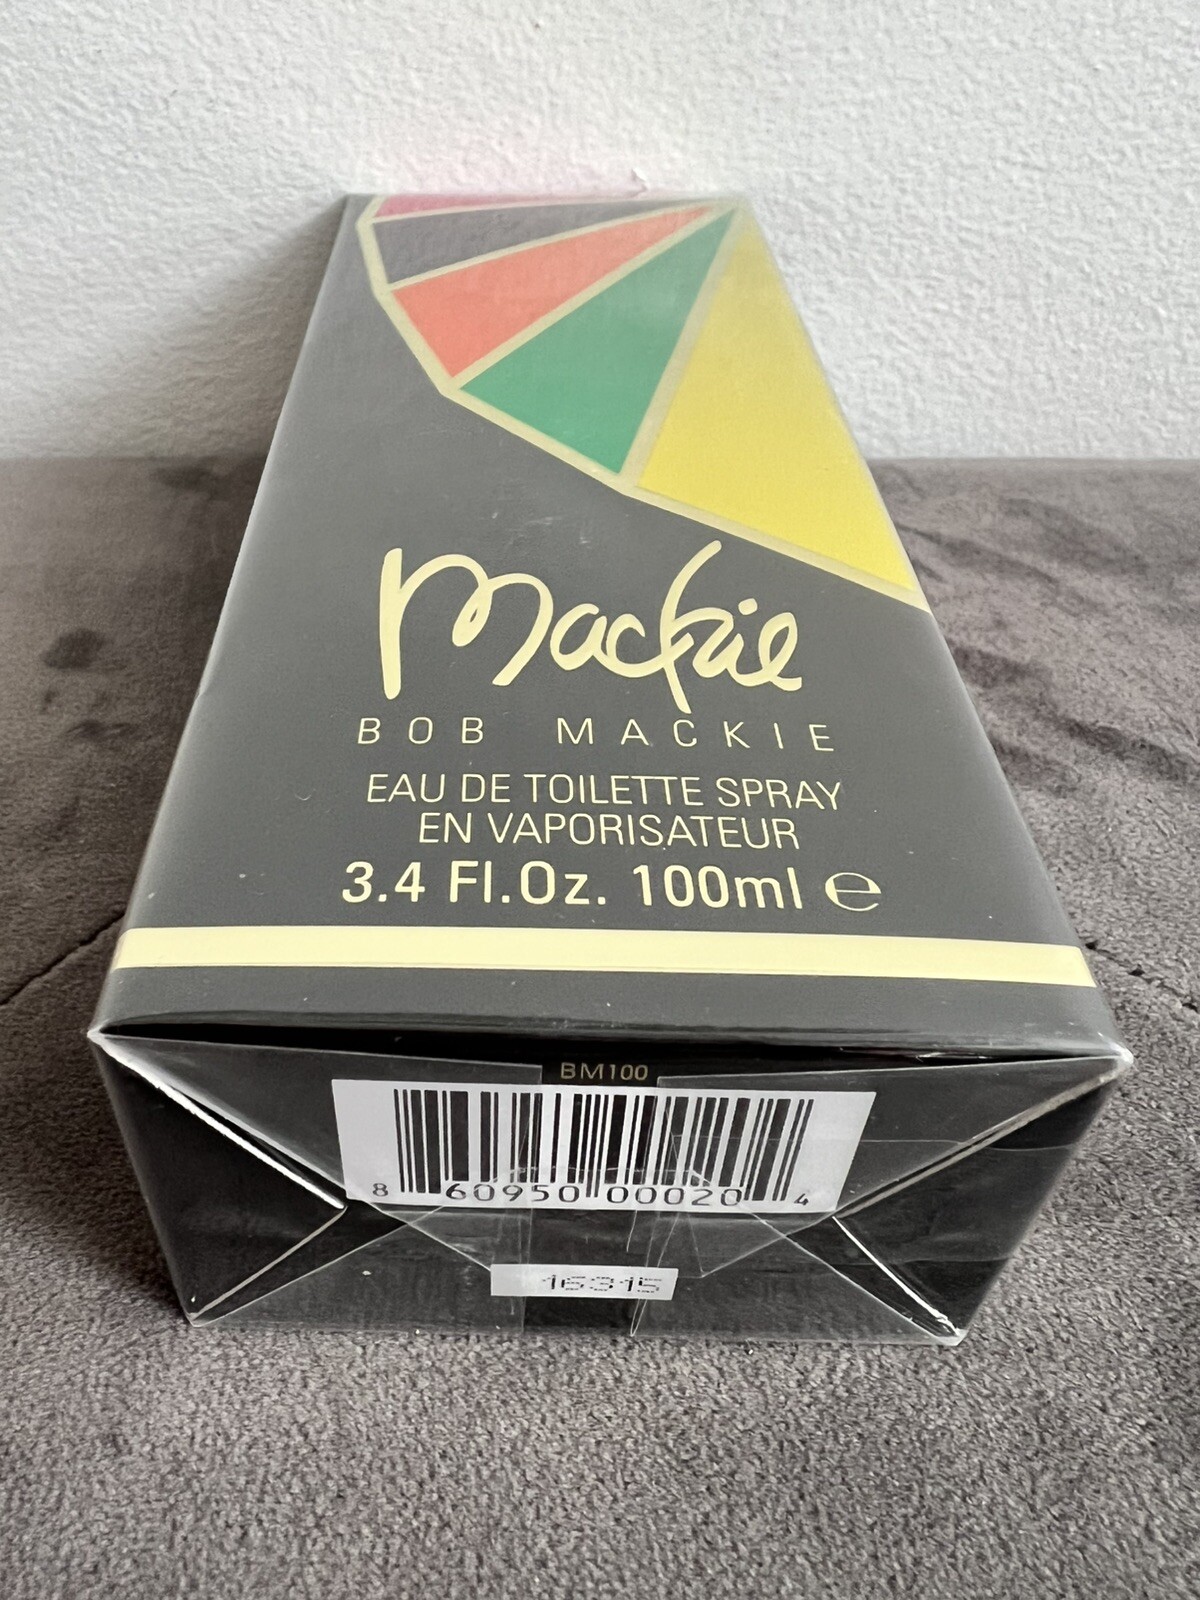 Mackie
BOB MACKIE
EAU DE TOILETTE SPRAY
EN VAPORISATEUR
3.4 Fl.Oz. 100ml e
BM100
8 60950 00020 4
16315